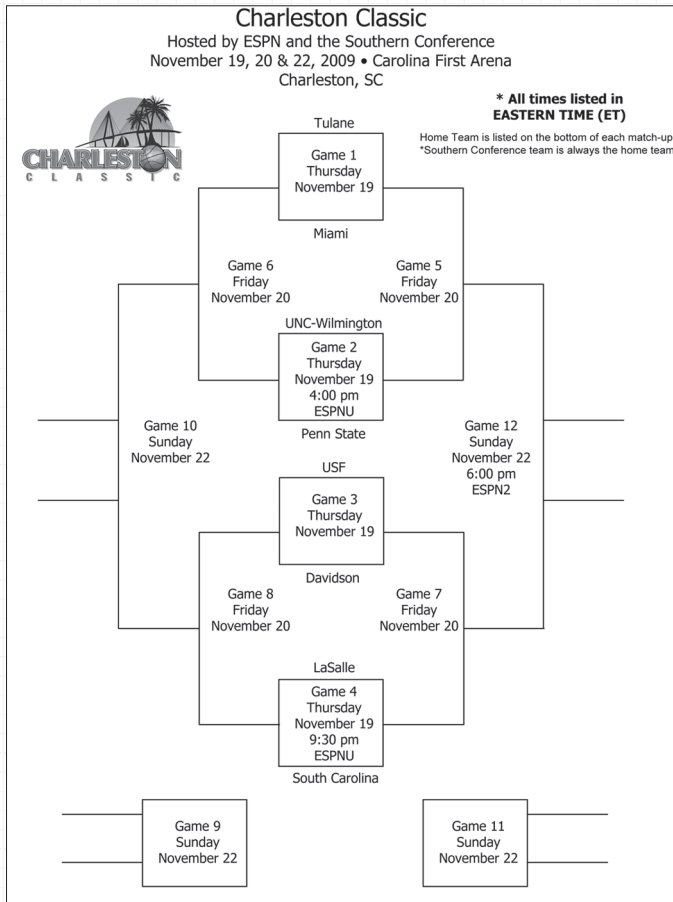 Charleston Classic
Hosted by ESPN and the Southern Conference
November 19, 20 & 22, 2009 • Carolina First Arena
Charleston, SC
* All times listed in
EASTERN TIME (ET)
Home Team is listed on the bottom of each match-up
*Southern Conference team is always the home team
CHARLESTON
CLASSIC
Tulane
Game 1
Thursday
November 19
Miami
Game 6
Friday
November 20
Game 5
Friday
November 20
UNC-Wilmington
Game 2
Thursday
November 19
4:00 pm
ESPNU
Penn State
Game 10
Sunday
November 22
Game 12
Sunday
November 22
6:00 pm
ESPN2
USF
Game 3
Thursday
November 19
Davidson
Game 8
Friday
November 20
Game 7
Friday
November 20
LaSalle
Game 4
Thursday
November 19
9:30 pm
ESPNU
South Carolina
Game 9
Sunday
November 22
Game 11
Sunday
November 22